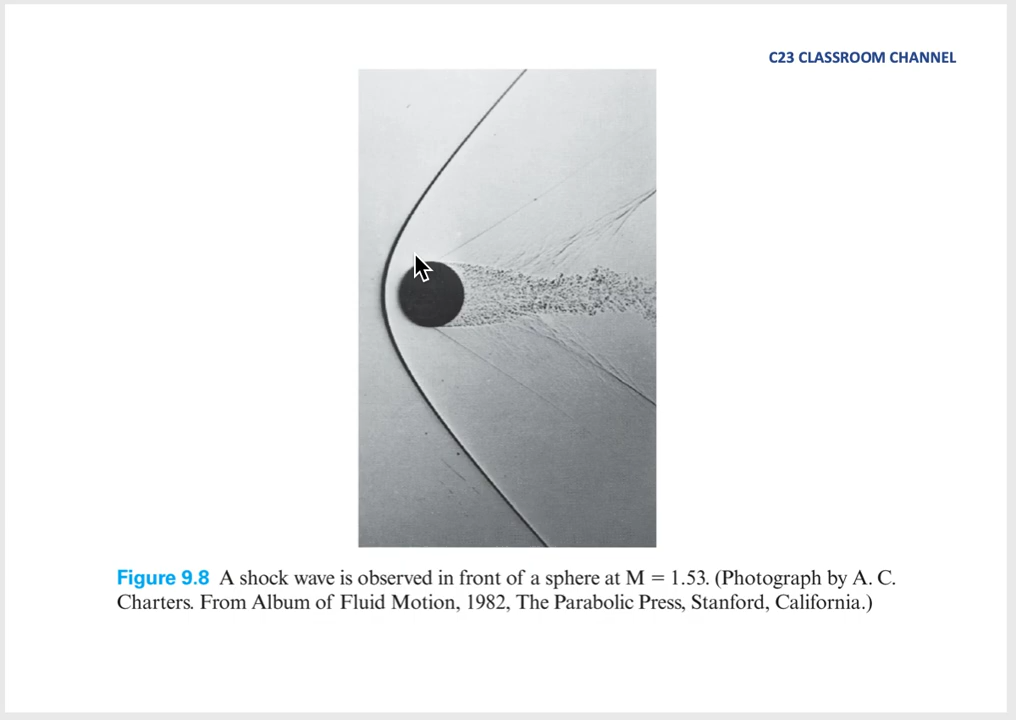 C23 CLASSROOM CHANNEL
Figure 9.8 A shock wave is observed in front of a sphere at M = 1.53. (Photograph by A. C.
Charters. From Album of Fluid Motion, 1982, The Parabolic Press, Stanford, California.)